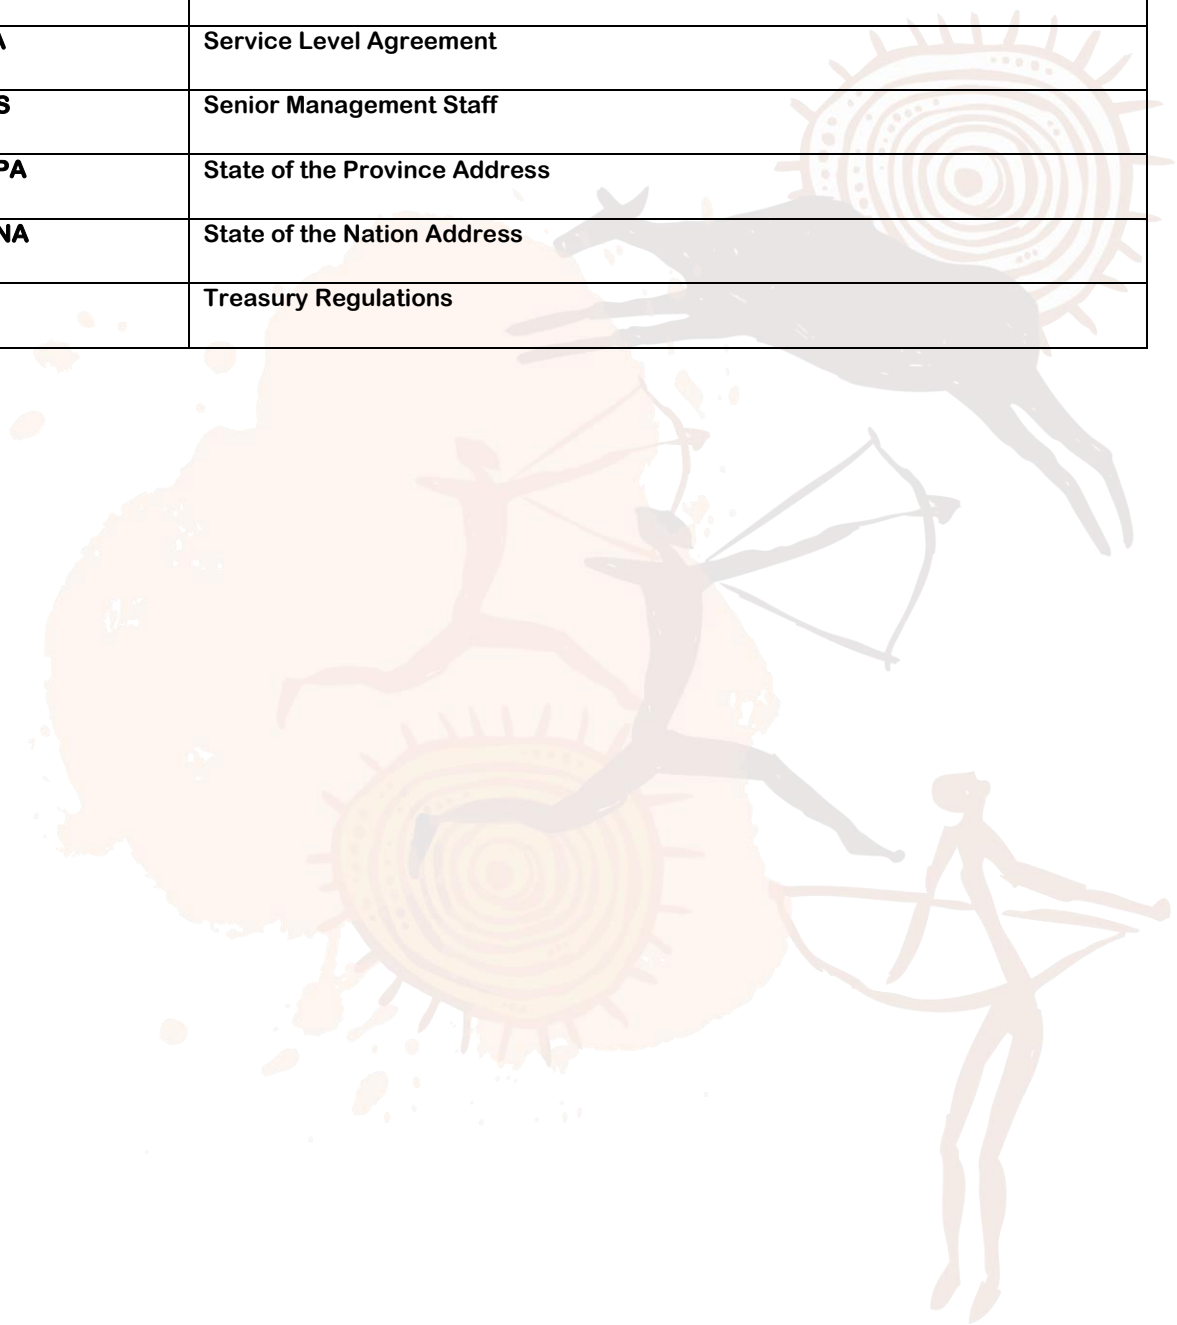 A Service Level Agreement
S Senior Management Staff
PA State of the Province Address
NA State of the Nation Address
Treasury Regulations